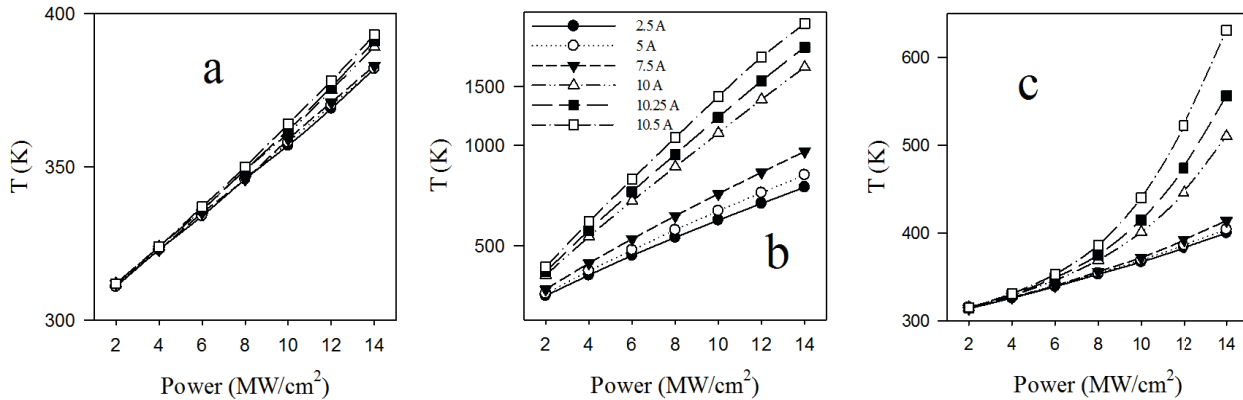 400
350
300
T (K)
a
2 4 6 8 10 12 14
Power (MW/cm²)
1500
1000
500
T (K)
2.5 A
5 A
7.5 A
10 A
10.25 A
10.5 A
b
2 4 6 8 10 12 14
Power (MW/cm²)
600
500
400
300
T (K)
c
2 4 6 8 10 12 14
Power (MW/cm²)